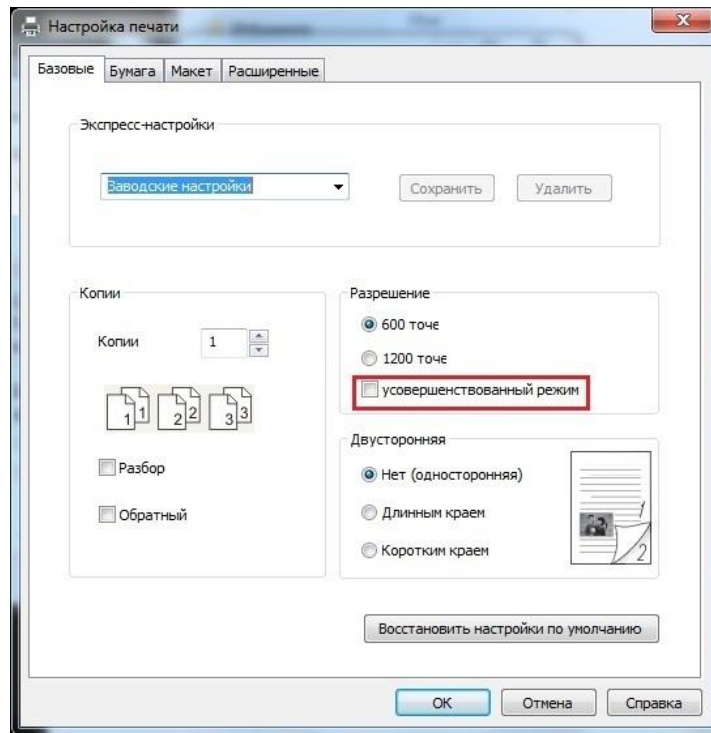 Настройка печати
Базовые Бумага Макет Расширенные
Экспресс-настройки
Заводские настройки Сохранить Удалить
Копии
Копии 1
1 1 2 2 3 3
Разбор
Обратный
Разрешение
600 точе
1200 точе
усовершенствованный режим
Двусторонняя
Нет (односторонняя)
Длинным краем
Коротким краем
1
2
Восстановить настройки по умолчанию
ОК Отмена Справка